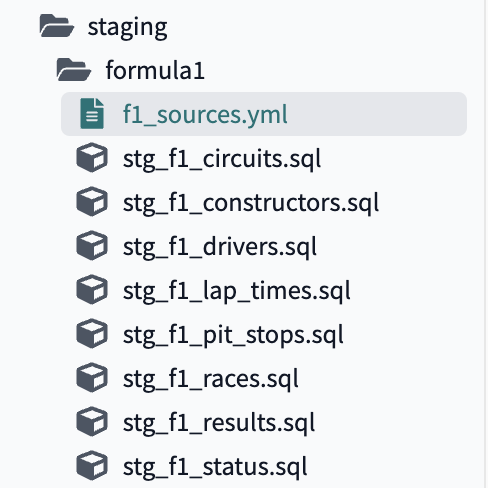 staging
formula1
f1_sources.yml
stg_f1_circuits.sql
stg_f1_constructors.sql
stg_f1_drivers.sql
stg_f1_lap_times.sql
stg_f1_pit_stops.sql
stg_f1_races.sql
stg_f1_results.sql
stg_f1_status.sql